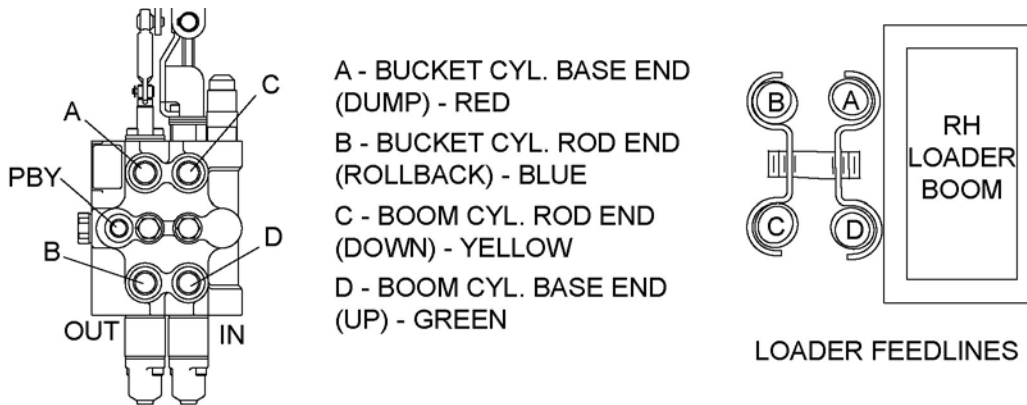 A
C
PBY
B
D
OUT
IN
A - BUCKET CYL. BASE END
(DUMP) - RED
B - BUCKET CYL. ROD END
(ROLLBACK) - BLUE
C - BOOM CYL. ROD END
(DOWN) - YELLOW
D - BOOM CYL. BASE END
(UP) - GREEN
B
A
C
D
RH
LOADER
BOOM
LOADER FEEDLINES